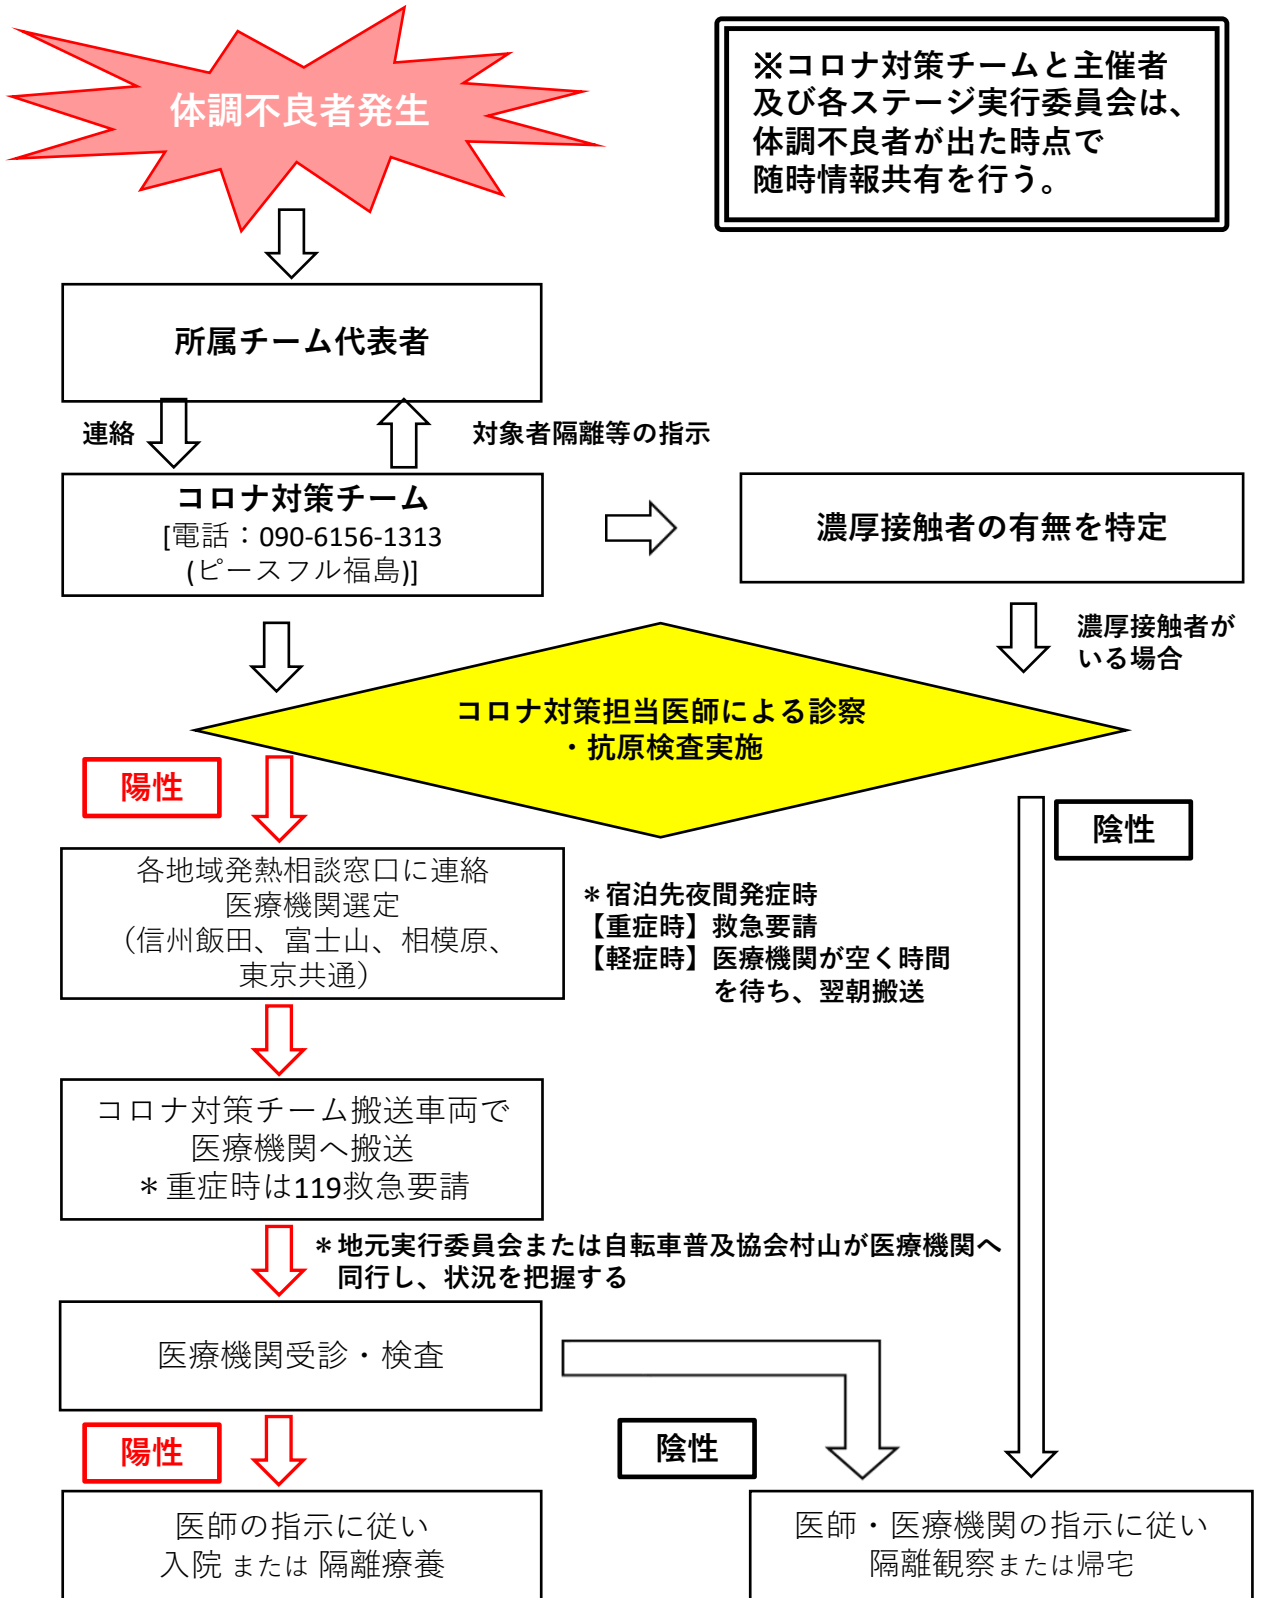 体調不良者発生
※コロナ対策チームと主催者
及び各ステージ実行委員会は、
体調不良者が出た時点で
随時情報共有を行う。
所属チーム代表者
連絡
対象者隔離等の指示
コロナ対策チーム
[電話：090-6156-1313
(ピースフル福島)]
濃厚接触者の有無を特定
濃厚接触者が
いる場合
コロナ対策担当医師による診察
・抗原検査実施
陽性
陰性
各地域発熱相談窓口に連絡
医療機関選定
（信州飯田、富士山、相模原、
東京共通）
＊宿泊先夜間発症時
【重症時】救急要請
【軽症時】医療機関が空く時間
を待ち、翌朝搬送
コロナ対策チーム搬送車両で
医療機関へ搬送
＊重症時は119救急要請
＊地元実行委員会または自転車普及協会村山が医療機関へ
同行し、状況を把握する
医療機関受診・検査
陽性
陰性
医師の指示に従い
入院 または 隔離療養
医師・医療機関の指示に従い
隔離観察または帰宅